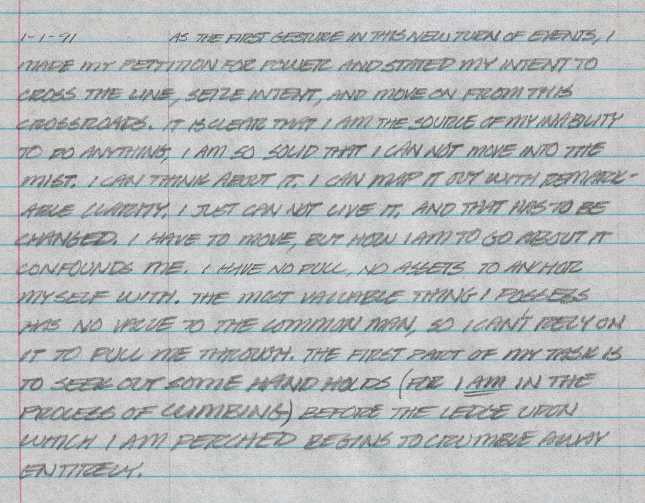 1-1-91 AS THE FIRST GESTURE IN THIS NEW TURN OF EVENTS, I
MADE MY PETITION FOR POWER AND STATED MY INTENT TO
CROSS THE LINE, SEIZE INTENT, AND MOVE ON FROM THIS
CROSSROADS. IT IS CLEAR THAT I AM THE SOURCE OF MY INABILITY
TO DO ANYTHING, I AM SO SOLID THAT I CAN NOT MOVE INTO THE
MIST. I CAN THINK ABOUT IT. I CAN MAP IT OUT WITH REMARK-
ABLE CLARITY. I JUST CAN NOT LIVE IT. AND THAT HAS TO BE
CHANGED. I HAVE TO MOVE, BUT HOW I AM TO GO ABOUT IT
CONFOUNDS ME. I HAVE NO PULL, NO ASSETS TO ANCHOR
MYSELF WITH. THE MOST VALUABLE THING I POSSESS
HAS NO VALUE TO THE COMMON MAN, SO I CAN'T RELY ON
IT TO PULL ME THROUGH. THE FIRST PART OF MY TASK IS
TO SEEK OUT SOME HAND HOLDS (FOR I AM IN THE
PROCESS OF CLIMBING) BEFORE THE LEDGE UPON
WHICH I AM PERCHED BEGINS TO CRUMBLE AWAY
ENTIRELY.